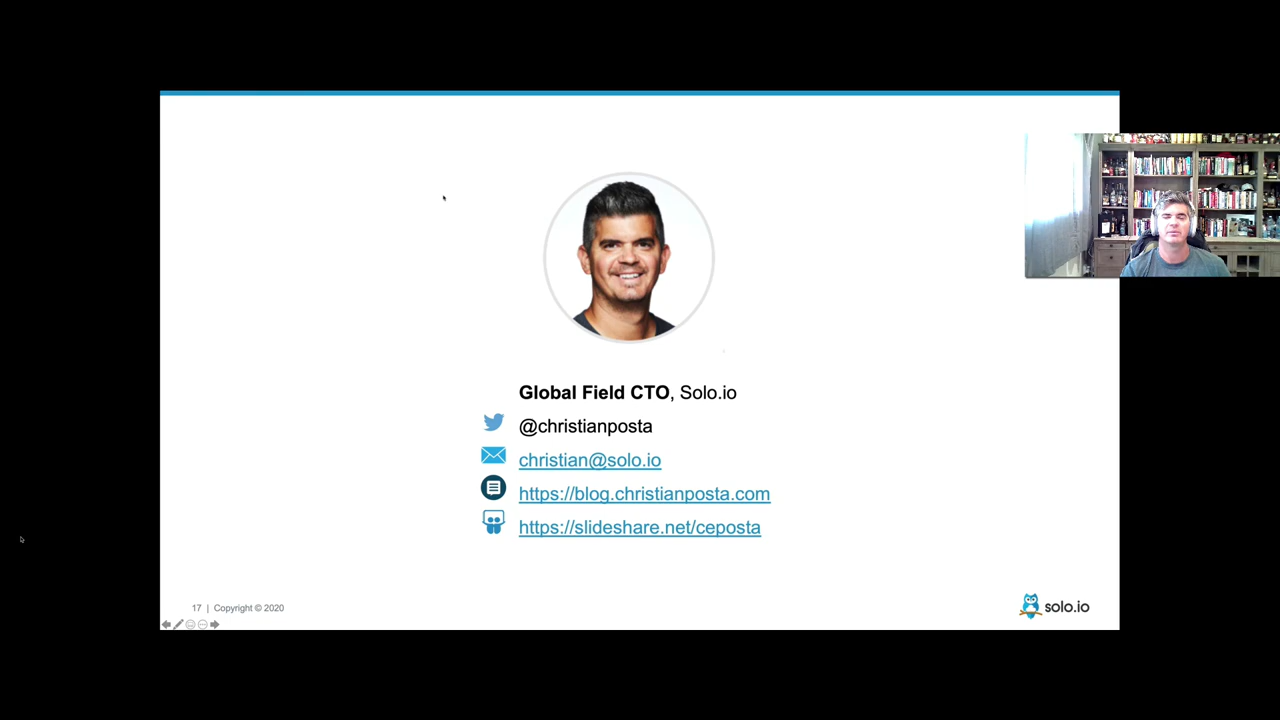 Global Field CTO, Solo.io
@christianposta
christian@solo.io
https://blog.christianposta.com
https://slideshare.net/ceposta
17 | Copyright © 2020
solo.io